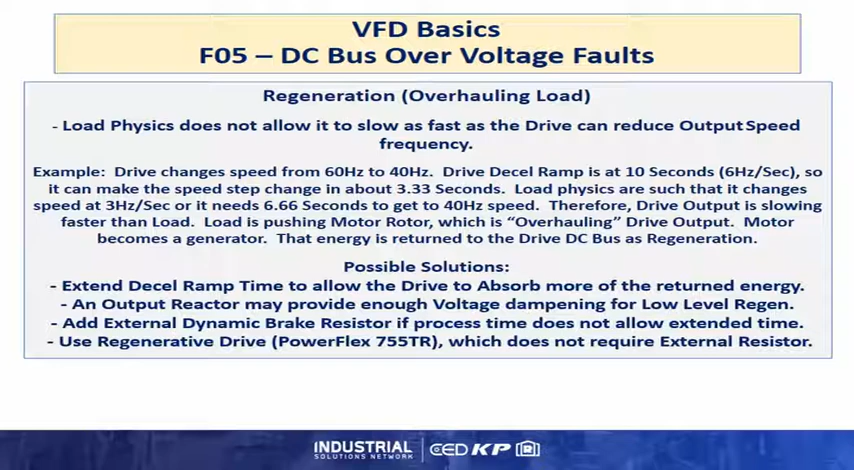 VFD Basics
F05 – DC Bus Over Voltage Faults
Regeneration (Overhauling Load)
- Load Physics does not allow it to slow as fast as the Drive can reduce Output Speed
frequency.
Example: Drive changes speed from 60Hz to 40Hz. Drive Decel Ramp is at 10 Seconds (6Hz/Sec), so
it can make the speed step change in about 3.33 Seconds. Load physics are such that it changes
speed at 3Hz/Sec or it needs 6.66 Seconds to get to 40Hz speed. Therefore, Drive Output is slowing
faster than Load. Load is pushing Motor Rotor, which is “Overhauling” Drive Output. Motor
becomes a generator. That energy is returned to the Drive DC Bus as Regeneration.
Possible Solutions:
- Extend Decel Ramp Time to allow the Drive to Absorb more of the returned energy.
- An Output Reactor may provide enough Voltage dampening for Low Level Regen.
- Add External Dynamic Brake Resistor if process time does not allow extended time.
- Use Regenerative Drive (PowerFlex 755TR), which does not require External Resistor.
INDUSTRIAL
SOLUTIONS NETWORK
CED KP R